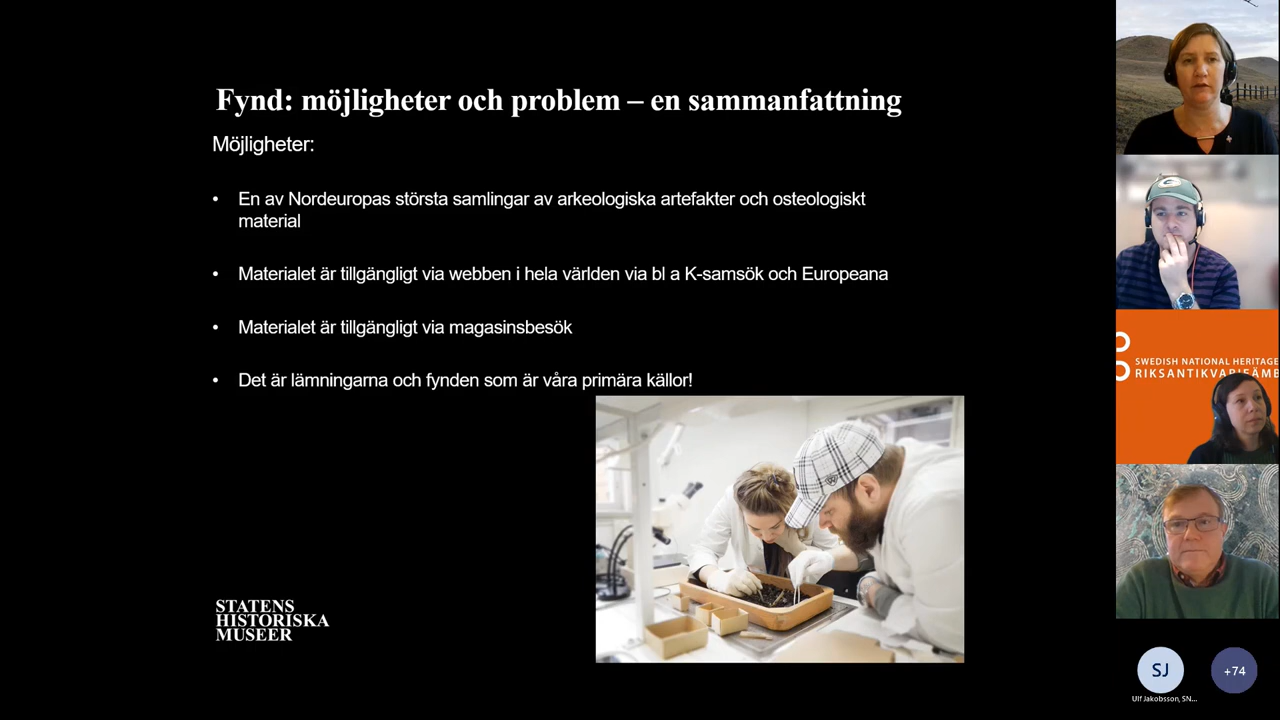 Fynd: möjligheter och problem – en sammanfattning
Möjligheter:
• En av Nordeuropas största samlingar av arkeologiska artefakter och osteologiskt
material
• Materialet är tillgängligt via webben i hela världen via bl a K-samsök och Europeana
• Materialet är tillgängligt via magasinsbesök
• Det är lämningarna och fynden som är våra primära källor!
STATENS
HISTORISKA
MUSEER
G
SWEDISH NATIONAL HERITAGE
RIKSANTIKVARIEÄMB
SJ
+74
Ulf Jakobsson, SN...